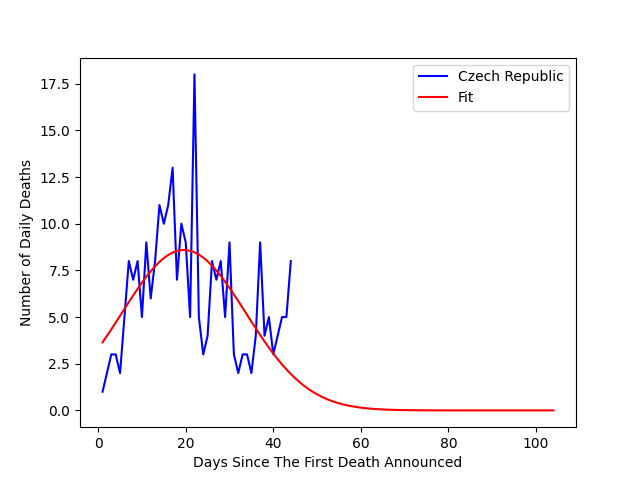 Czech Republic
Fit
17.5
15.0
12.5
10.0
7.5
5.0
2.5
0.0
Number of Daily Deaths
0 20 40 60 80 100
Days Since The First Death Announced